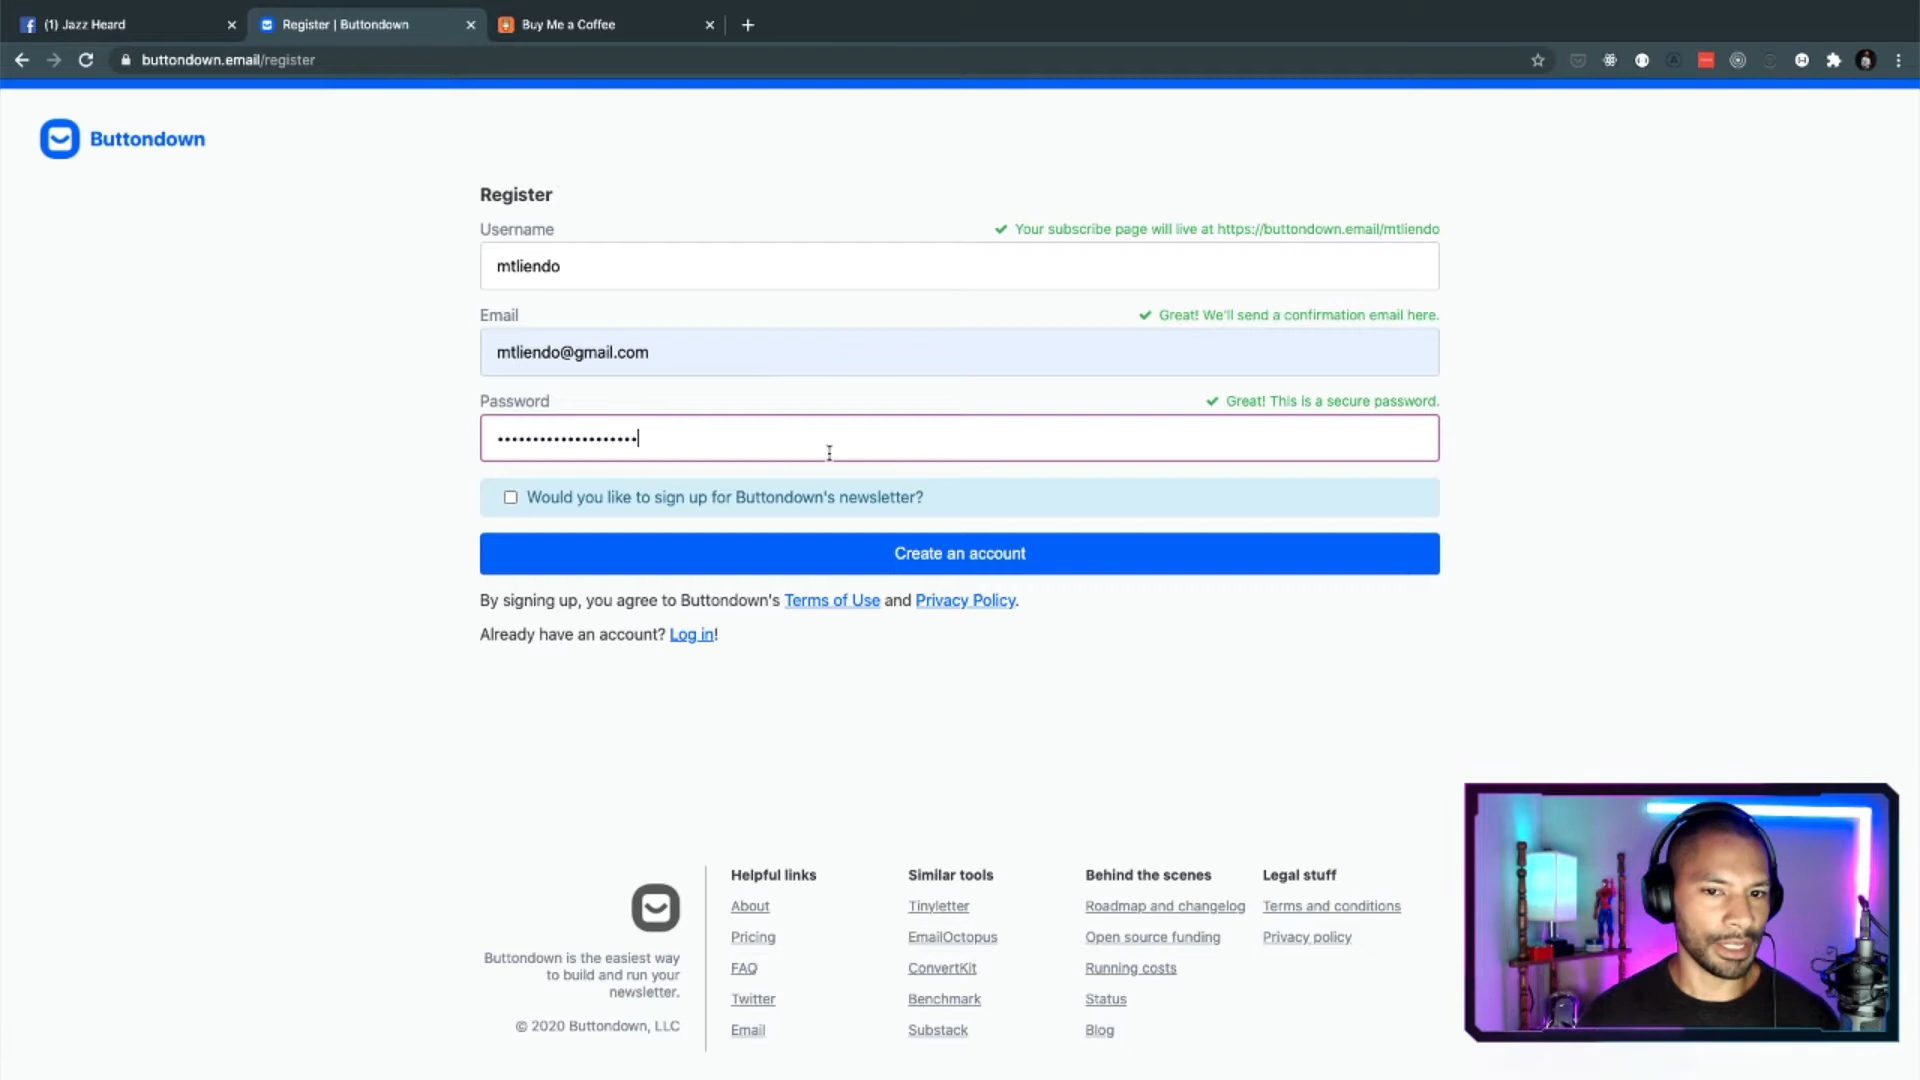 (1) Jazz Heard
Register | Buttondown
Buy Me a Coffee
buttondown.email/register
Buttondown
Register
Username
Your subscribe page will live at https://buttondown.email/mtliendo
mtliendo
Email
Great! We'll send a confirmation email here.
mtliendo@gmail.com
Password
Great! This is a secure password.
Would you like to sign up for Buttondown's newsletter?
Create an account
By signing up, you agree to Buttondown's Terms of Use and Privacy Policy.
Already have an account? Log in!
Buttondown is the easiest way
to build and run your
newsletter.
© 2020 Buttondown, LLC
Helpful links
About
Pricing
FAQ
Twitter
Email
Similar tools
Tinyletter
EmailOctopus
ConvertKit
Benchmark
Substack
Behind the scenes
Roadmap and changelog
Open source funding
Running costs
Status
Blog
Legal stuff
Terms and conditions
Privacy policy